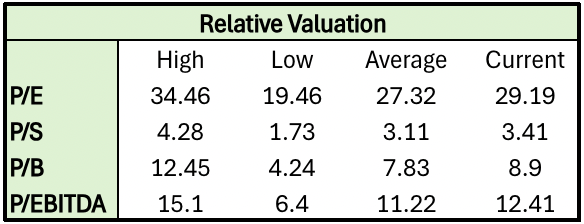 Relative Valuation
High Low Average Current
P/E 34.46 19.46 27.32 29.19
P/S 4.28 1.73 3.11 3.41
P/B 12.45 4.24 7.83 8.9
P/EBITDA 15.1 6.4 11.22 12.41